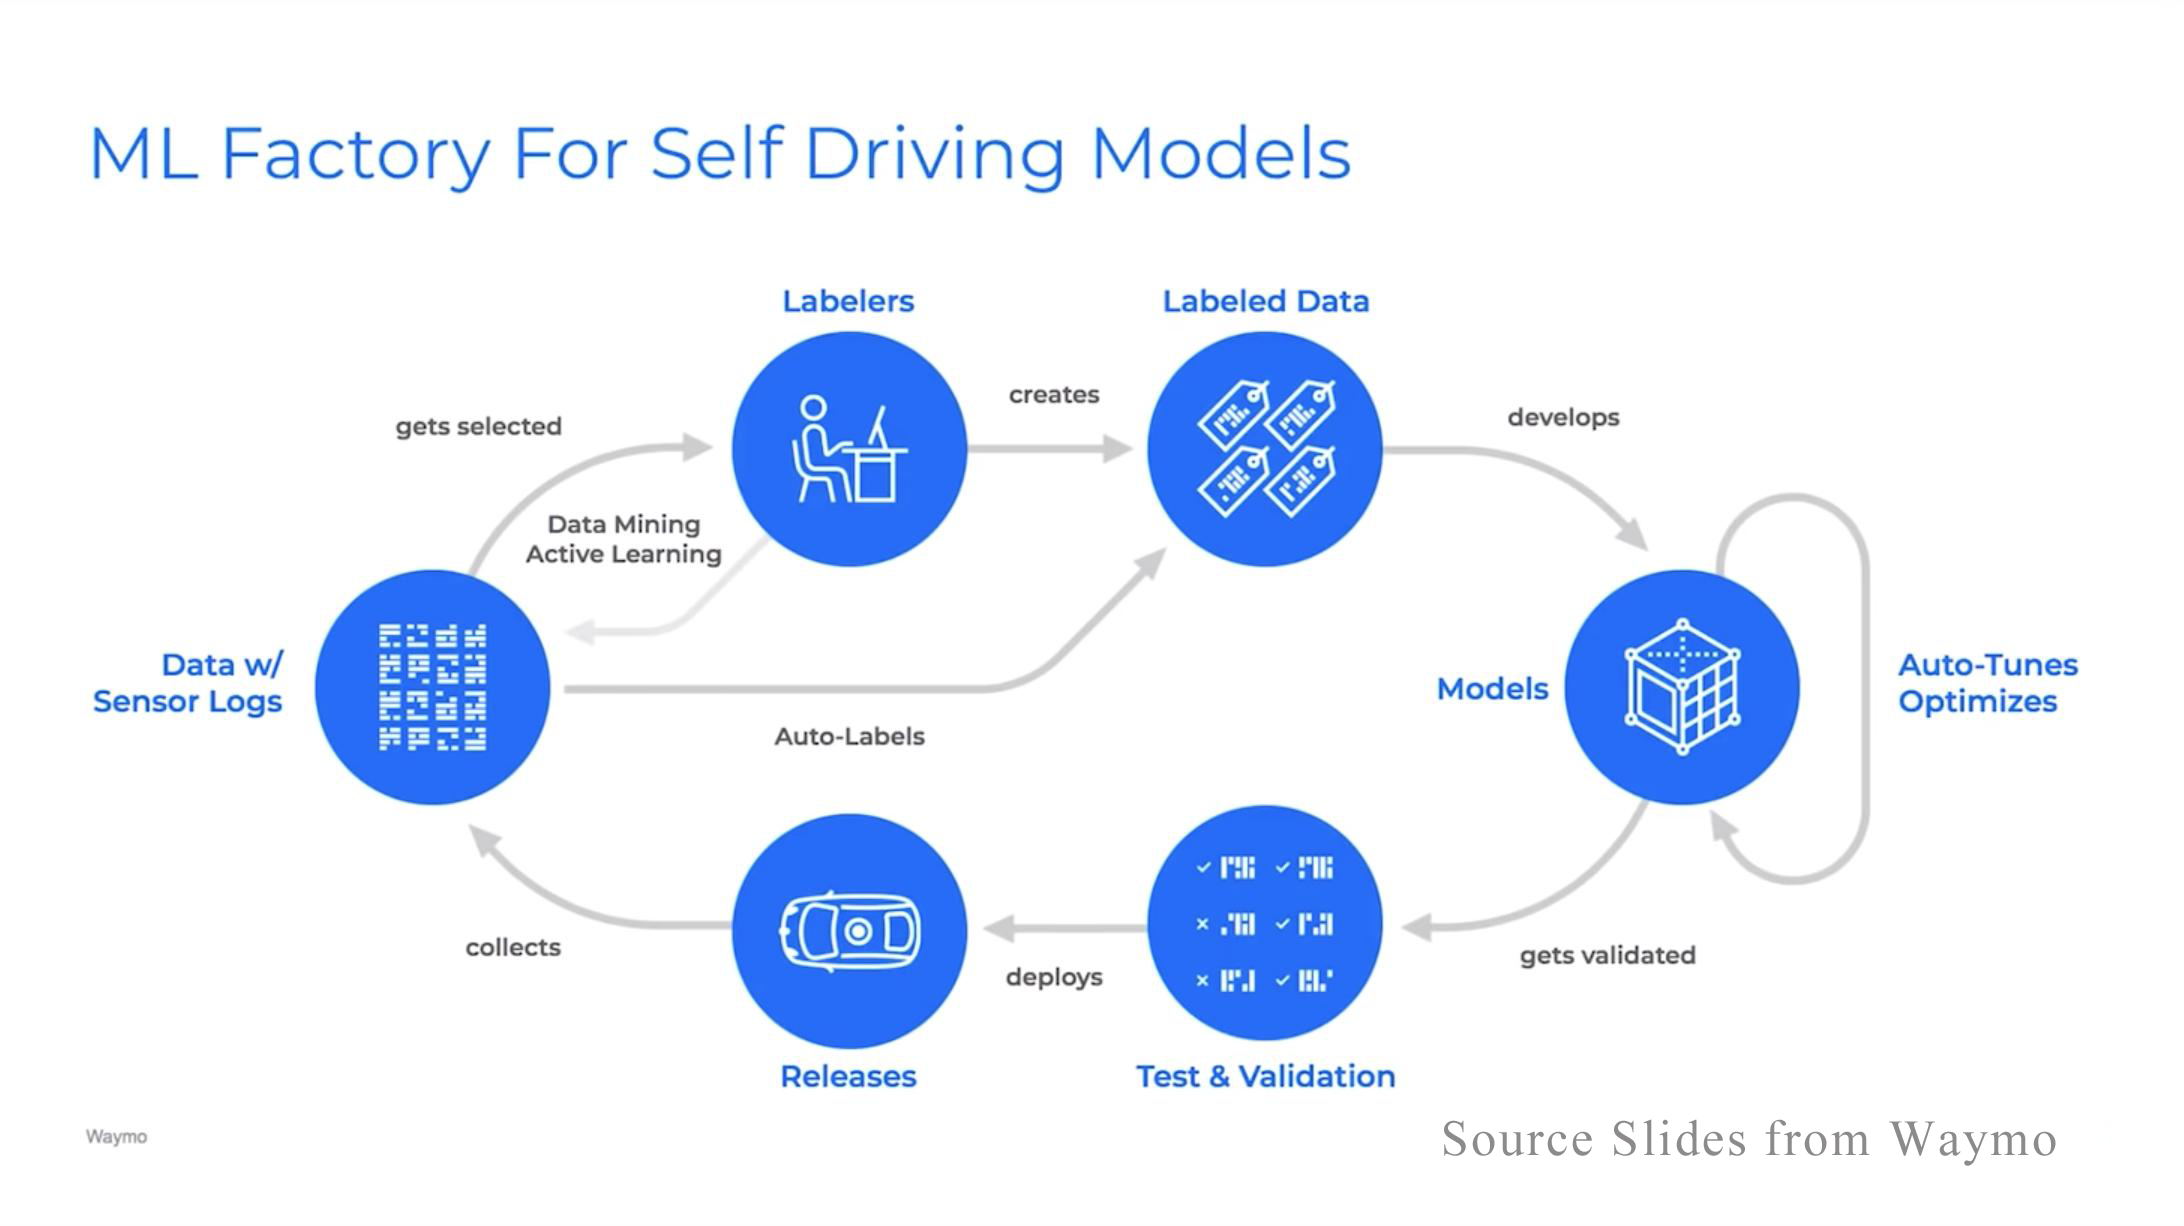 ML Factory For Self Driving Models
Labelers
Labeled Data
gets selected
creates
develops
Data Mining
Active Learning
Data w/
Sensor Logs
Auto-Labels
Models
Auto-Tunes
Optimizes
collects
deploys
gets validated
Releases
Test & Validation
Waymo
Source Slides from Waymo